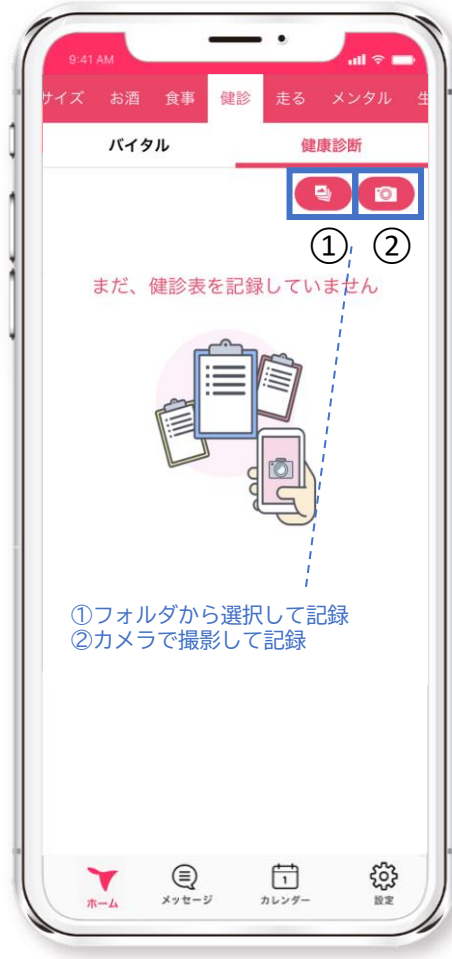 9:41 AM
サイズ お酒 食事 健診 走る メンタル 生
バイタル 健康診断
① ②
まだ、健診表を記録していません
①フォルダから選択して記録
②カメラで撮影して記録
1
ホーム メッセージ カレンダー 設定